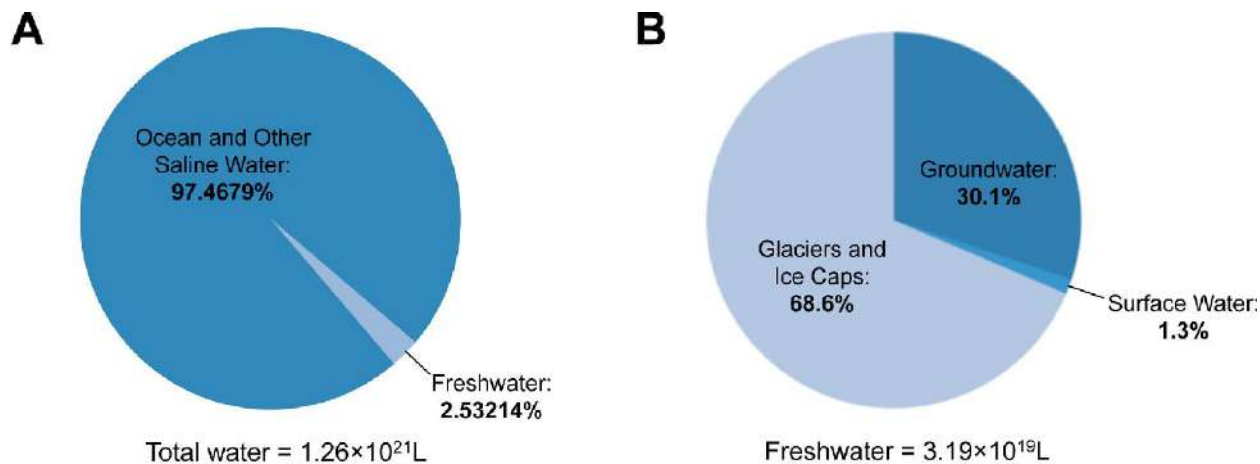 A
Ocean and Other
Saline Water:
97.4679%
Freshwater:
2.53214%
Total water = 1.26×10²¹L
B
Groundwater:
30.1%
Glaciers and
Ice Caps:
68.6%
Surface Water:
1.3%
Freshwater = 3.19×10¹⁹L